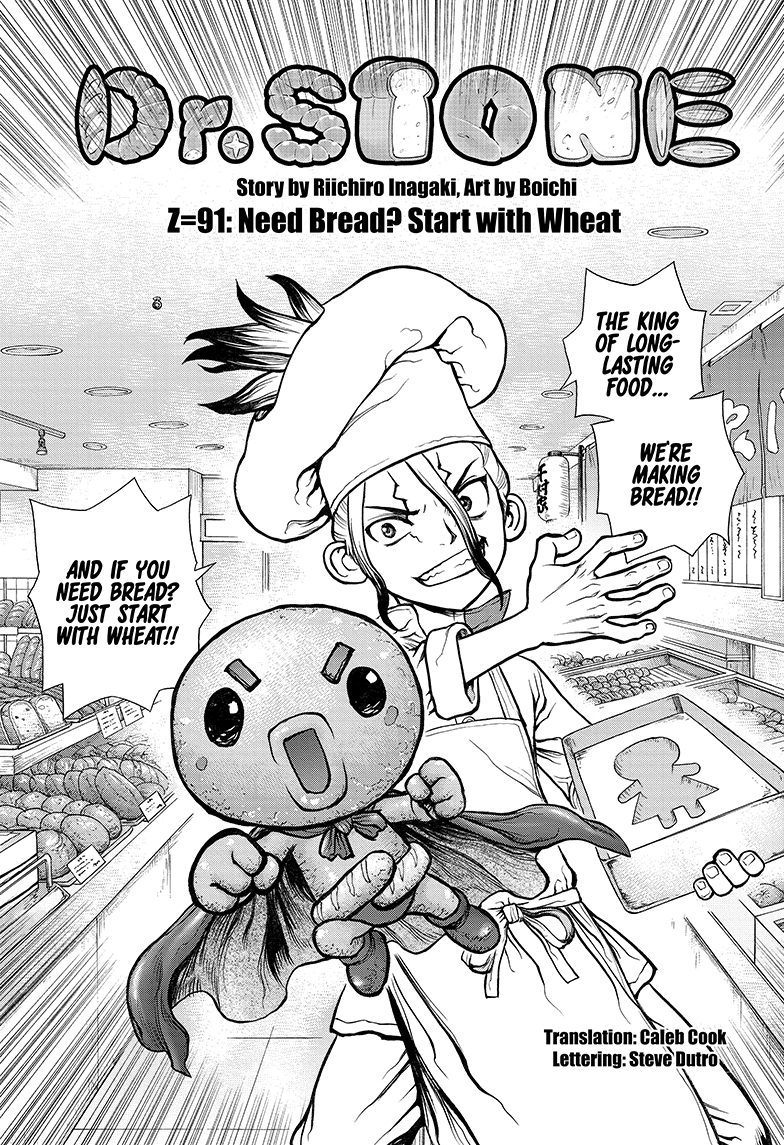 Dr. STONE
Story by Riichiro Inagaki, Art by Boichi
Z=91: Need Bread? Start with Wheat
THE KING
OF LONG-
LASTING
FOOD...
WE'RE
MAKING
BREAD!!
AND IF YOU
NEED BREAD?
JUST START
WITH WHEAT!!
Translation: Caleb Cook
Lettering: Steve Dutro